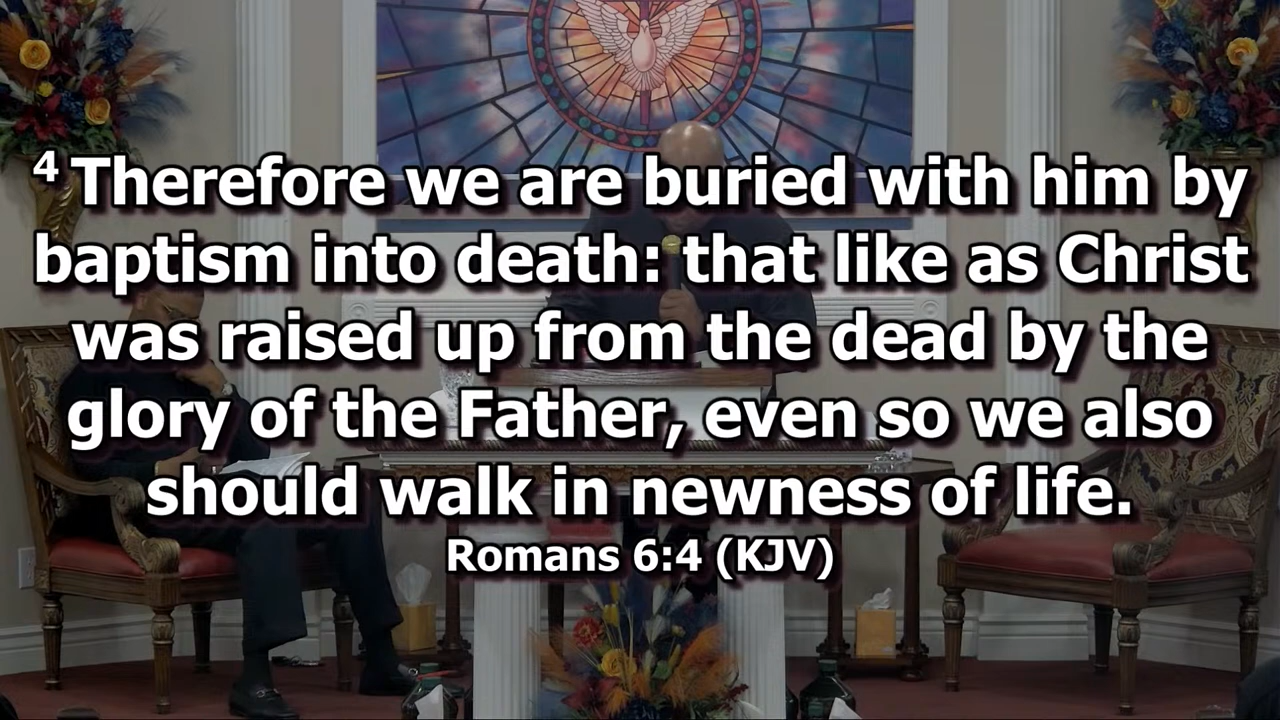 4 Therefore we are buried with him by
baptism into death: that like as Christ
was raised up from the dead by the
glory of the Father, even so we also
should walk in newness of life.
Romans 6:4 (KJV)